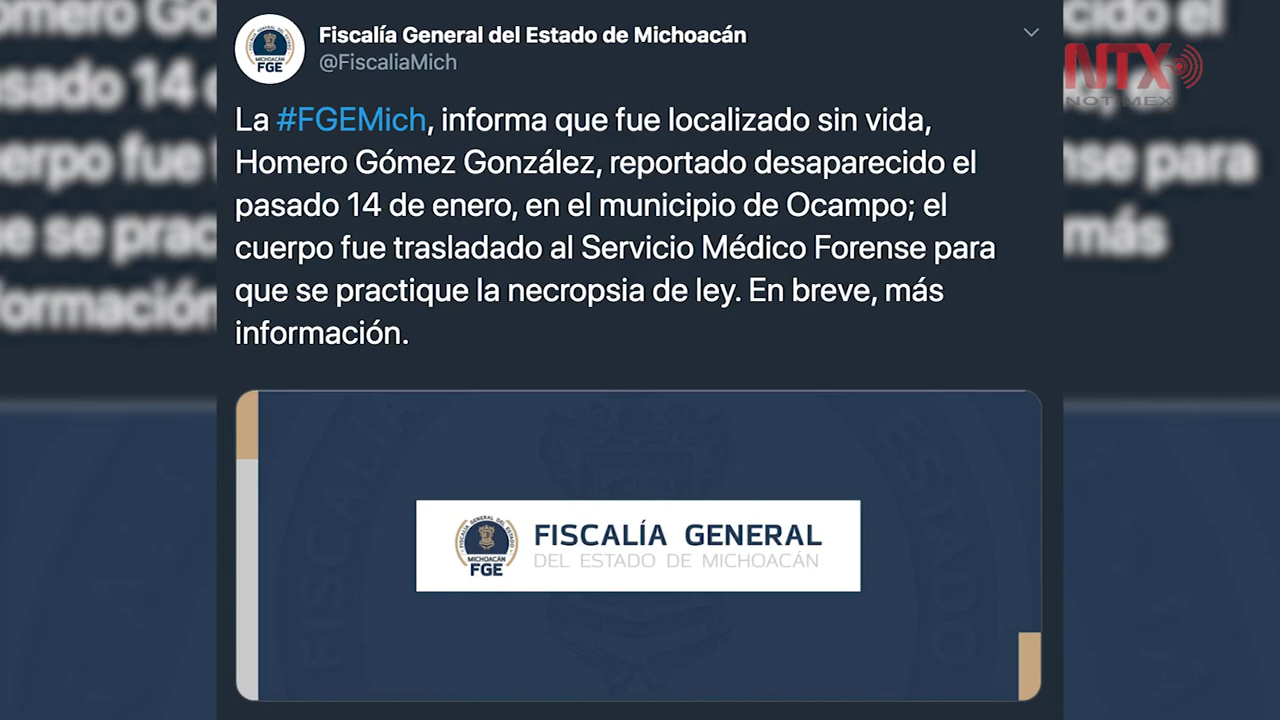 Fiscalía General del Estado de Michoacán
@FiscaliaMich
NTX
NOTIMEX
La #FGEMich, informa que fue localizado sin vida,
Homero Gómez González, reportado desaparecido el
pasado 14 de enero, en el municipio de Ocampo; el
cuerpo fue trasladado al Servicio Médico Forense para
que se practique la necropsia de ley. En breve, más
información.
FISCALÍA GENERAL
DEL ESTADO DE MICHOACÁN
MICHOACÁN
FGE